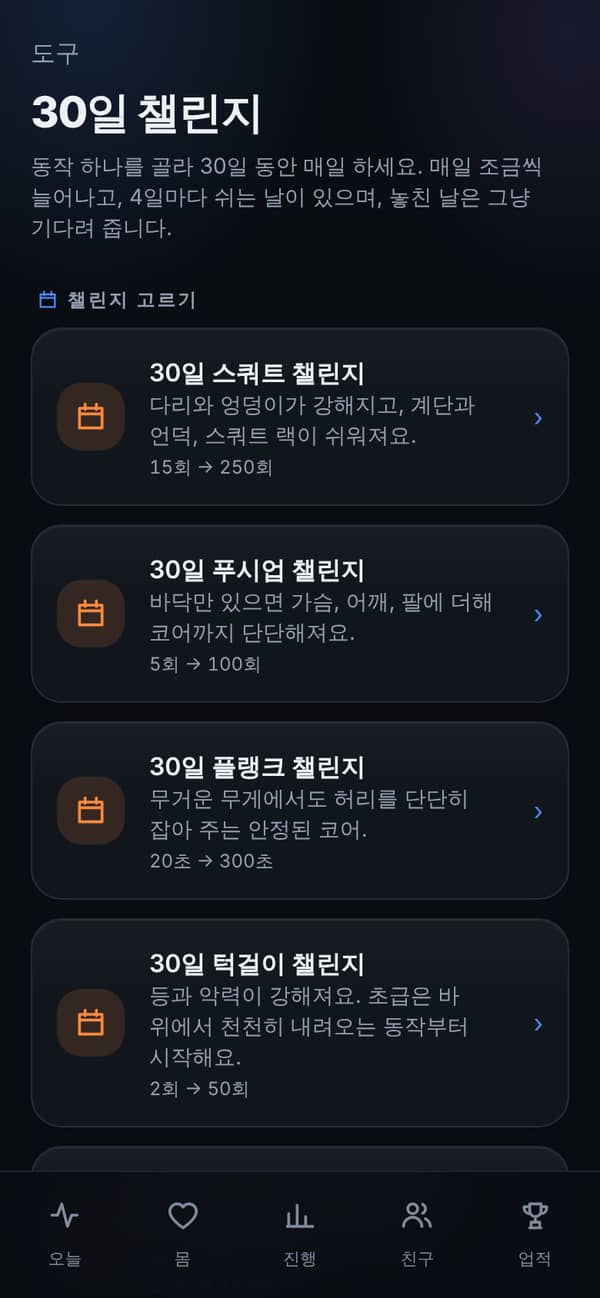 도구
30일 챌린지
동작 하나를 골라 30일 동안 매일 하세요. 매일 조금씩
늘어나고, 4일마다 쉬는 날이 있으며, 놓친 날은 그냥
기다려 줍니다.
챌린지 고르기
30일 스쿼트 챌린지
다리와 엉덩이가 강해지고, 계단과
언덕, 스쿼트 랙이 쉬워져요.
15회 → 250회
30일 푸시업 챌린지
바닥만 있으면 가슴, 어깨, 팔에 더해
코어까지 단단해져요.
5회 → 100회
30일 플랭크 챌린지
무거운 무게에서도 허리를 단단히
잡아 주는 안정된 코어.
20초 → 300초
30일 턱걸이 챌린지
등과 악력이 강해져요. 초급은 바
위에서 천천히 내려오는 동작부터
시작해요.
2회 → 50회
오늘
몸
진행
친구
업적